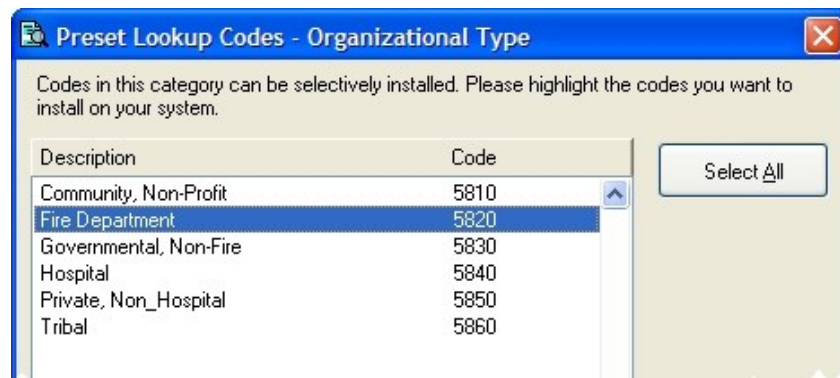 Preset Lookup Codes - Organizational Type
Codes in this category can be selectively installed. Please highlight the codes you want to
install on your system.
Description Code
Select All
Community, Non-Profit 5810
Fire Department 5820
Governmental, Non-Fire 5830
Hospital 5840
Private, Non_Hospital 5850
Tribal 5860